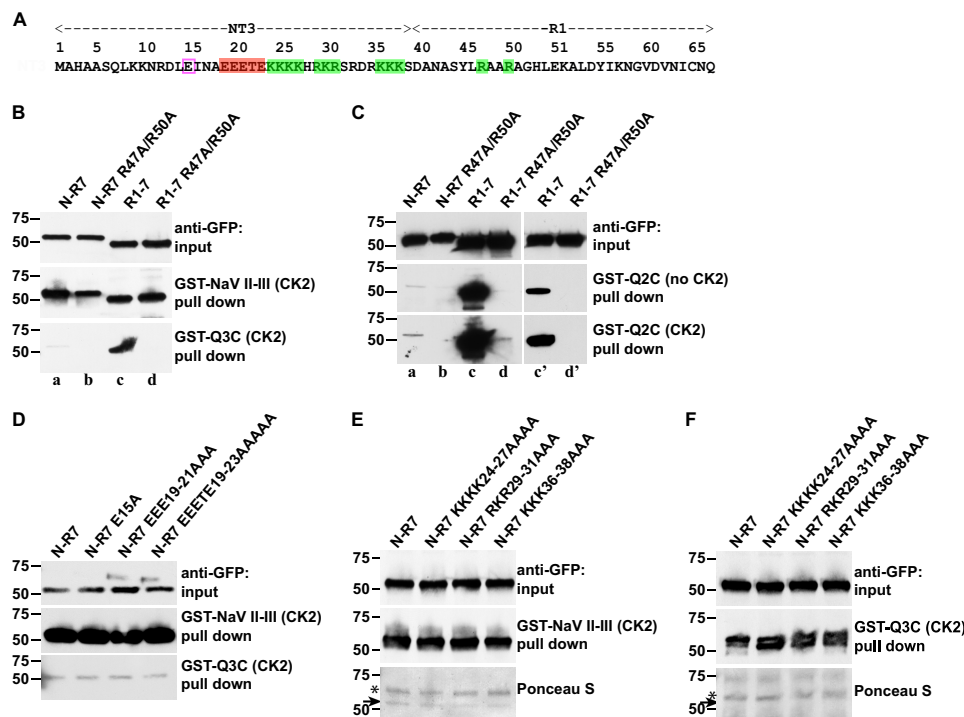 A
<------------------NT3------------------><------------------R1------------------>
1 5 10 15 20 25 30 35 40 45 50 51 55 60 65
MAHAASQLKKNRDLEINAEEETEKKKKHRKRSRDRKKKSDANASYLRAARAGHLEKALDYIKNGVDVNICNQ
B
N-R7
N-R7 R47A/R50A
R1-7
R1-7 R47A/R50A
75
50
anti-GFP:
input
75
50
GST-NaV II-III (CK2)
pull down
75
50
GST-Q3C (CK2)
pull down
a b c d
C
N-R7
N-R7 R47A/R50A
R1-7
R1-7 R47A/R50A
R1-7
R1-7 R47A/R50A
75
50
anti-GFP:
input
75
50
GST-Q2C (no CK2)
pull down
75
50
GST-Q2C (CK2)
pull down
a b c d c’ d’
D
N-R7
N-R7 E15A
N-R7 EEE19-21AAA
N-R7 EEETE19-23AAAAA
75
50
anti-GFP:
input
75
50
GST-NaV II-III (CK2)
pull down
75
50
GST-Q3C (CK2)
pull down
E
N-R7
N-R7 KKKK24-27AAAA
N-R7 RKR29-31AAA
N-R7 KKK36-38AAA
75
50
anti-GFP:
input
75
50
GST-NaV II-III (CK2)
pull down
75
*
50
Ponceau S
F
N-R7
N-R7 KKKK24-27AAAA
N-R7 RKR29-31AAA
N-R7 KKK36-38AAA
75
50
anti-GFP:
input
75
50
GST-Q3C (CK2)
pull down
75
*
50
Ponceau S